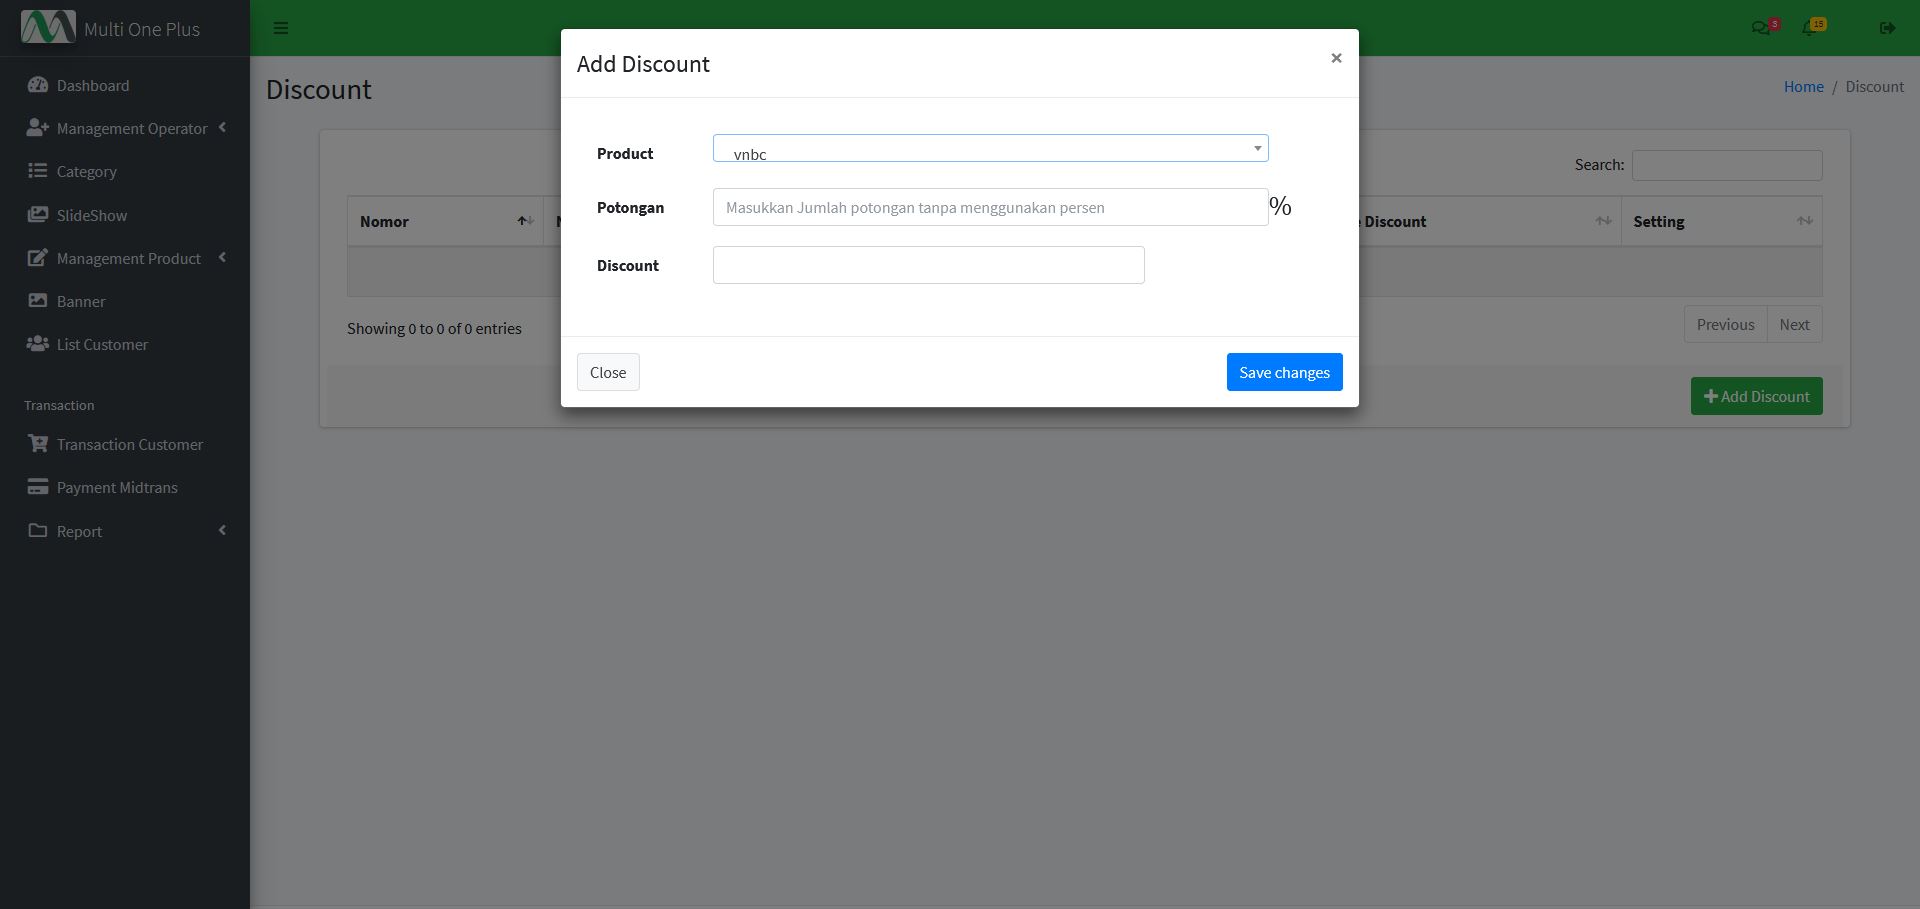 Multi One Plus
3
15
Dashboard
Management Operator
Category
SlideShow
Management Product
Banner
List Customer
Transaction
Transaction Customer
Payment Midtrans
Report
Discount
Home / Discount
Search:
Nomor
Discount
Setting
Showing 0 to 0 of 0 entries
Previous
Next
Add Discount
Add Discount
×
Product
vnbc
Potongan
Masukkan Jumlah potongan tanpa menggunakan persen
%
Discount
Close
Save changes